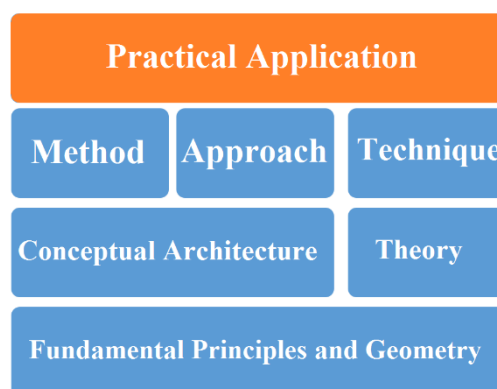 Practical Application
Method Approach Technique
Conceptual Architecture Theory
Fundamental Principles and Geometry